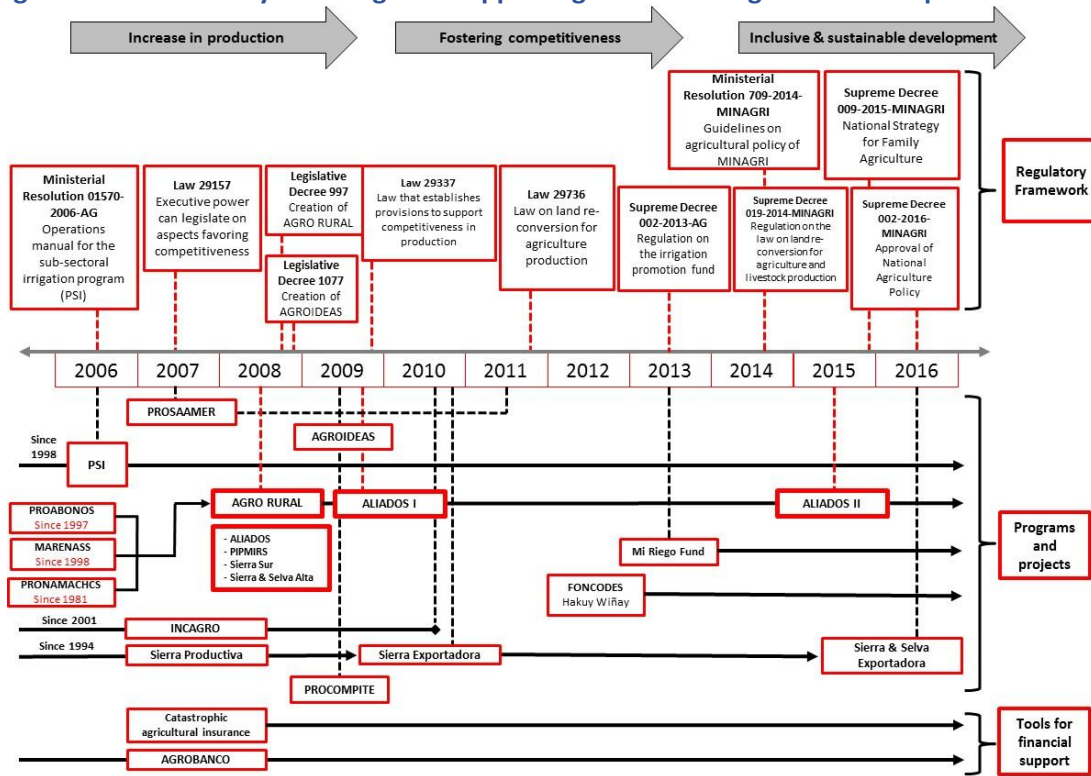 Increase in production
Fostering competitiveness
Inclusive & sustainable development
Ministerial
Resolution 709-2014-
MINAGRI
Guidelines on
agricultural policy of
MINAGRI
Supreme Decree
009-2015-MINAGRI
National Strategy
for Family
Agriculture
Regulatory
Framework
Ministerial
Resolution 01570-
2006-AG
Operations
manual for the
sub-sectoral
irrigation program
(PSI)
Law 29157
Executive power
can legislate on
aspects favoring
competitiveness
Legislative
Decree 997
Creation of
AGRO RURAL
Legislative
Decree 1077
Creation of
AGROIDEAS
Law 29337
Law that establishes
provisions to support
competitiveness in
production
Law 29736
Law on land re-
conversion for
agriculture
production
Supreme Decree
002-2013-AG
Regulation on
the irrigation
promotion fund
Supreme Decree
019-2014-MINAGRI
Regulation on the
law on land re-
conversion for
agriculture and
livestock production
Supreme Decree
002-2016-
MINAGRI
Approval of
National
Agriculture
Policy
2006 2007 2008 2009 2010 2011 2012 2013 2014 2015 2016
PROSAAMER
AGROIDEAS
Since
1998
PSI
AGRO RURAL
ALIADOS I
ALIADOS II
PROABONOS
Since 1997
MARENASS
Since 1998
PRONAMACHCS
Since 1981
- ALIADOS
- PIPMIRS
- Sierra Sur
- Sierra & Selva Alta
Mi Riego Fund
FONCODES
Hakuy Wiñay
Programs
and
projects
Since 2001
INCAGRO
Since 1994
Sierra Productiva
Sierra Exportadora
Sierra & Selva
Exportadora
PROCOMPITE
Catastrophic
agricultural insurance
AGROBANCO
Tools for
financial
support